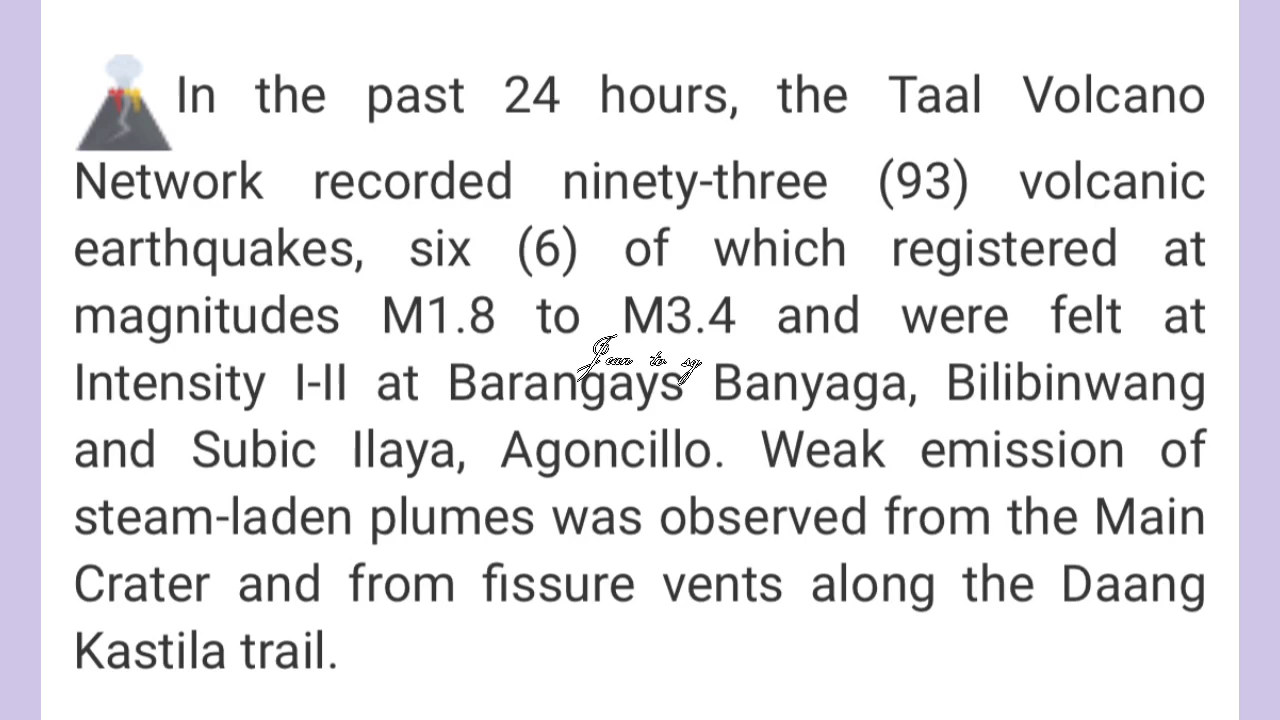 In the past 24 hours, the Taal Volcano
Network recorded ninety-three (93) volcanic
earthquakes, six (6) of which registered at
magnitudes M1.8 to M3.4 and were felt at
Intensity I-II at Barangays Banyaga, Bilibinwang
and Subic Ilaya, Agoncillo. Weak emission of
steam-laden plumes was observed from the Main
Crater and from fissure vents along the Daang
Kastila trail.